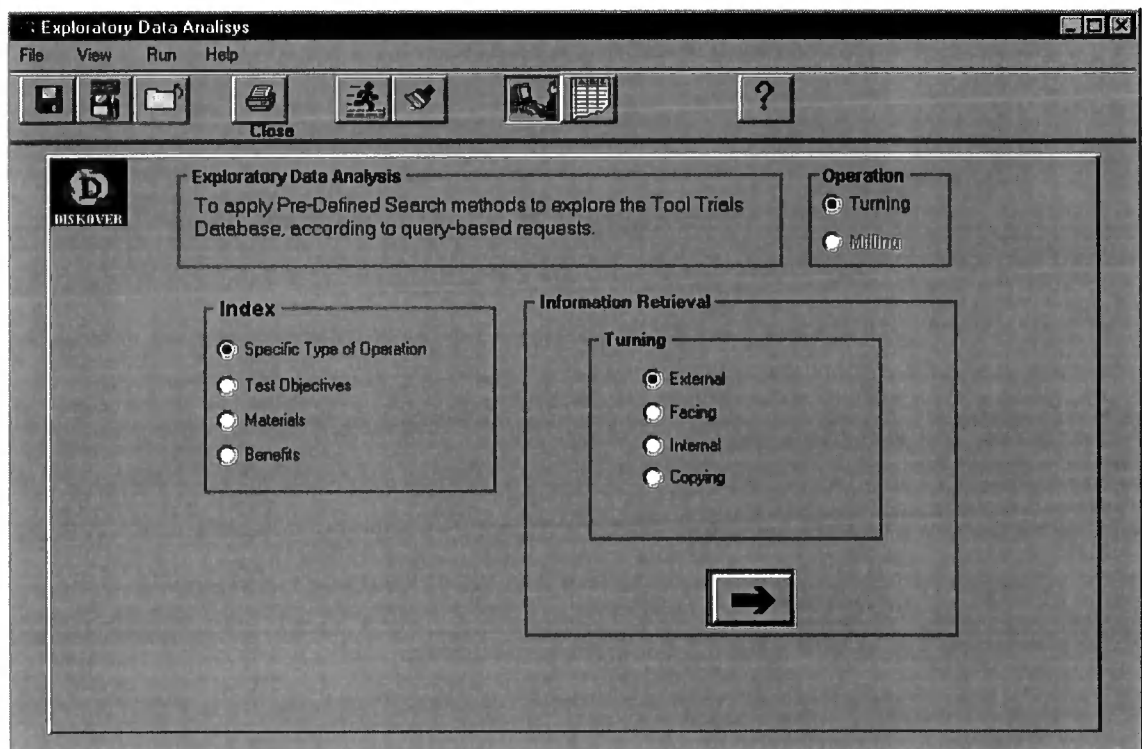 Exploratory Data Analisys
File View Run Help
?
Close
D
DISKOVER
Exploratory Data Analysis
To apply Pre-Defined Search methods to explore the Tool Trials
Database, according to query-based requests.
Operation
Turning
Milling
Index
Specific Type of Operation
Test Objectives
Materials
Benefits
Information Retrieval
Turning
External
Facing
Internal
Copying